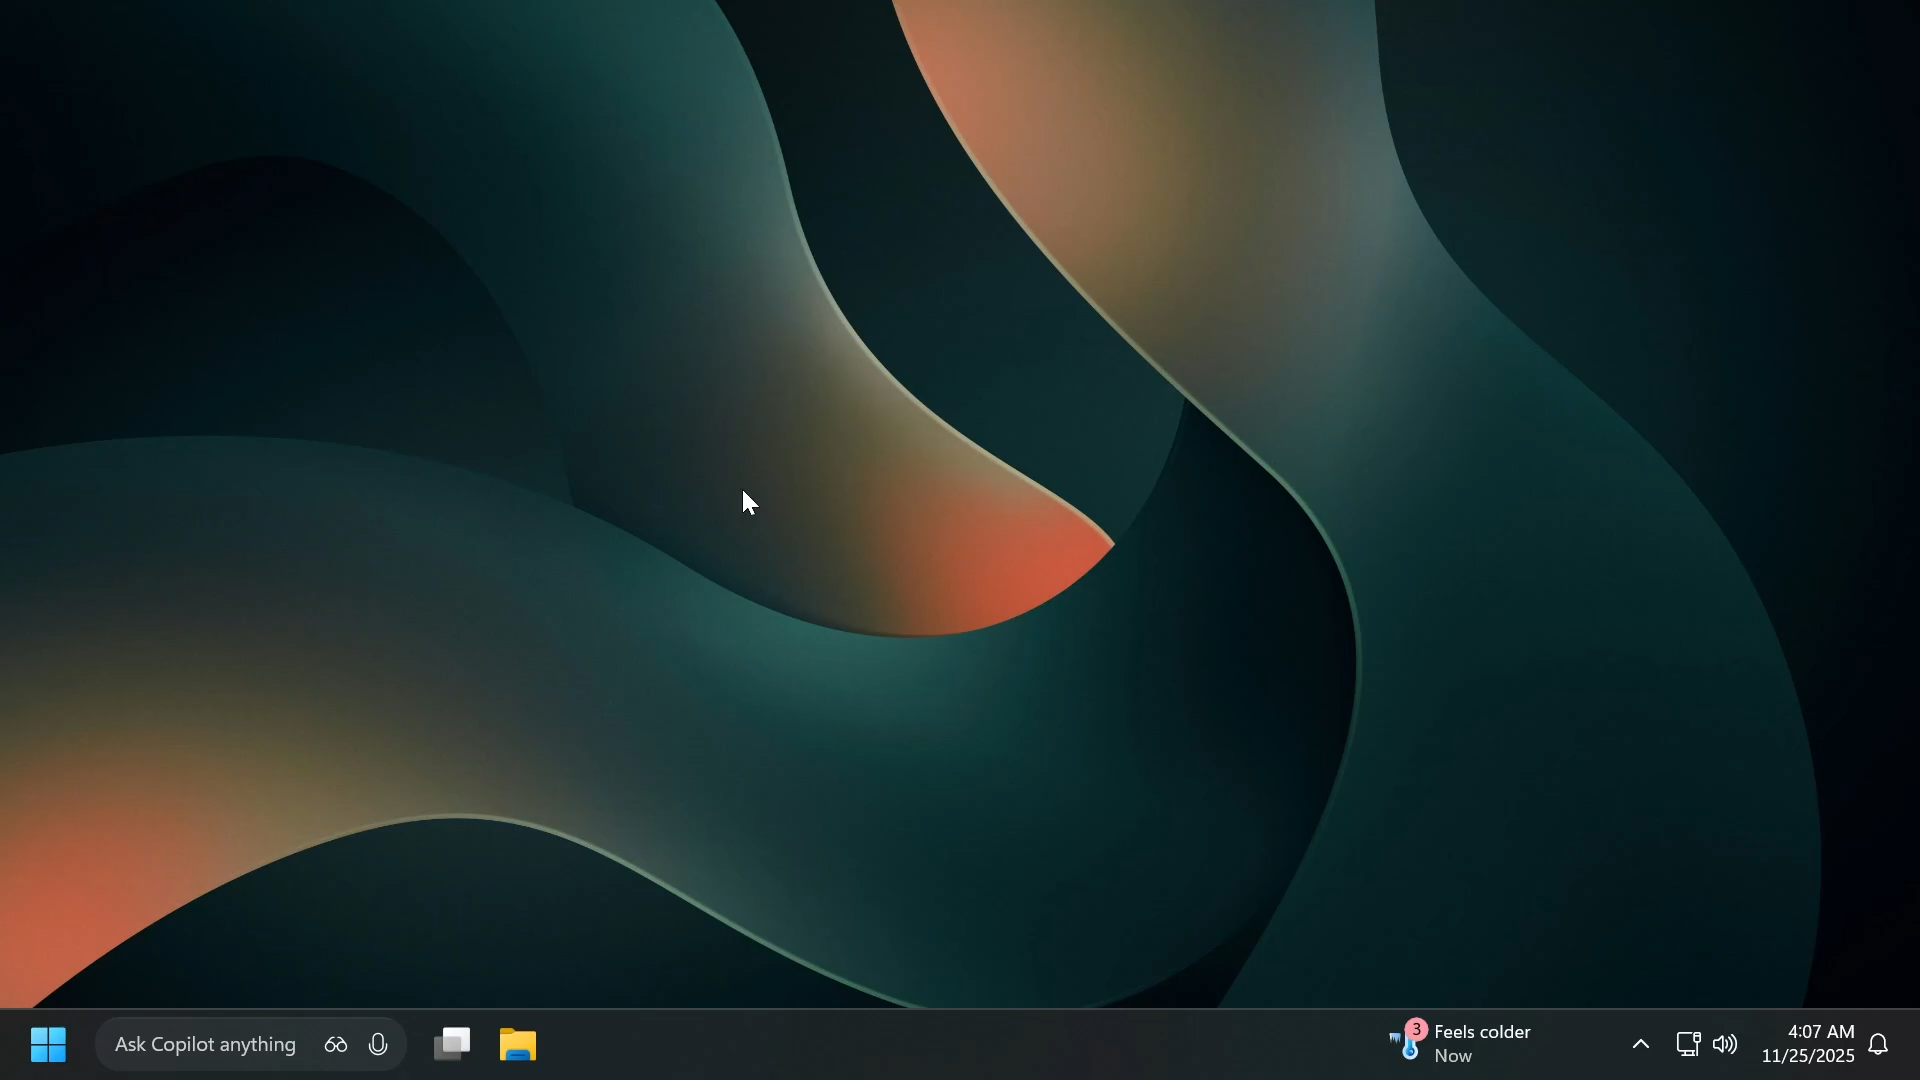 Ask Copilot anything
3
Feels colder
Now
4:07 AM
11/25/2025